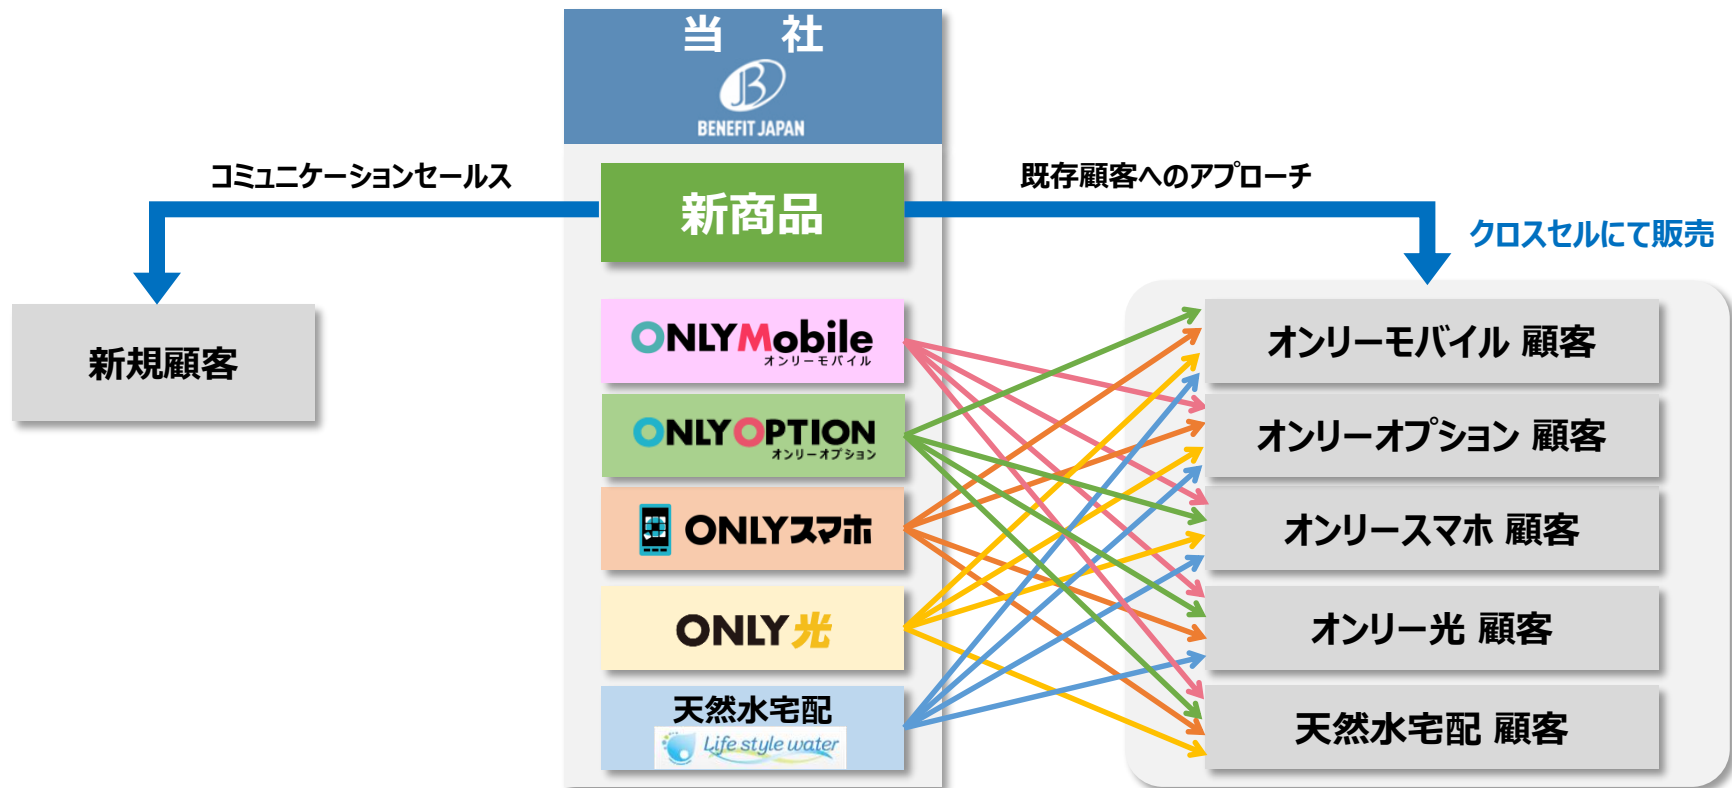 当 社
BENEFIT JAPAN
コミュニケーションセールス
新商品
既存顧客へのアプローチ
クロスセルにて販売
新規顧客
ONLYMobile
オンリーモバイル
ONLYOPTION
オンリーオプション
ONLYスマホ
ONLY光
天然水宅配
Life style water
オンリーモバイル 顧客
オンリーオプション 顧客
オンリースマホ 顧客
オンリー光 顧客
天然水宅配 顧客